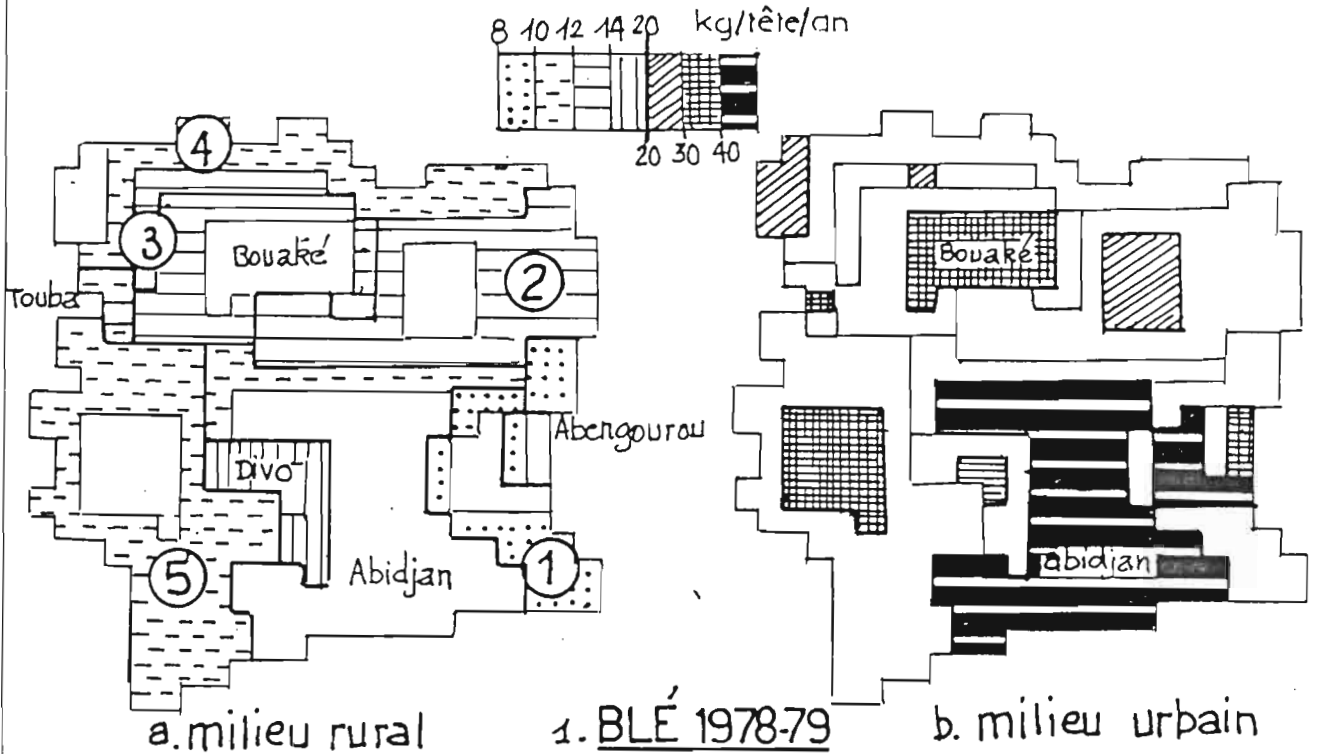 8 10 12 14 20 kg/tête/an
20 30 40
4
3
Bouaké
2
Touba
Abengourou
Divo
5
Abidjan
1
Bouaké
abidjan
a. milieu rural
1. BLÉ 1978-79
b. milieu urbain